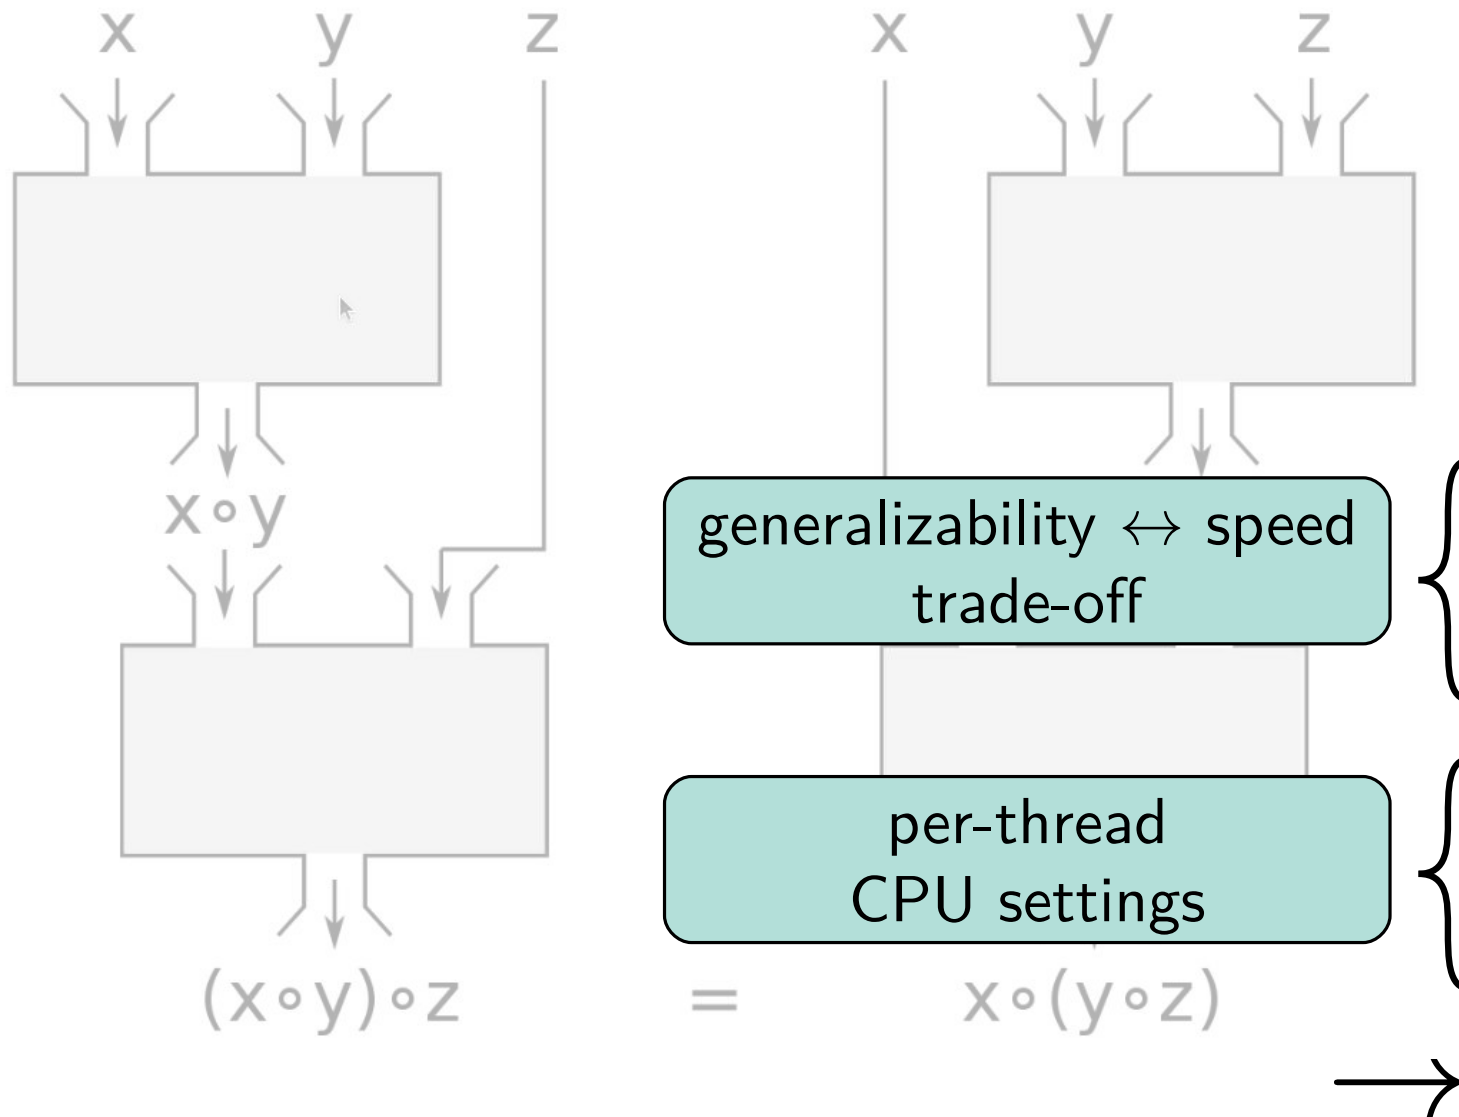 x y z x y z
x∘y
generalizability ↔ speed
trade-off
per-thread
CPU settings
(x∘y)∘z = x∘(y∘z)